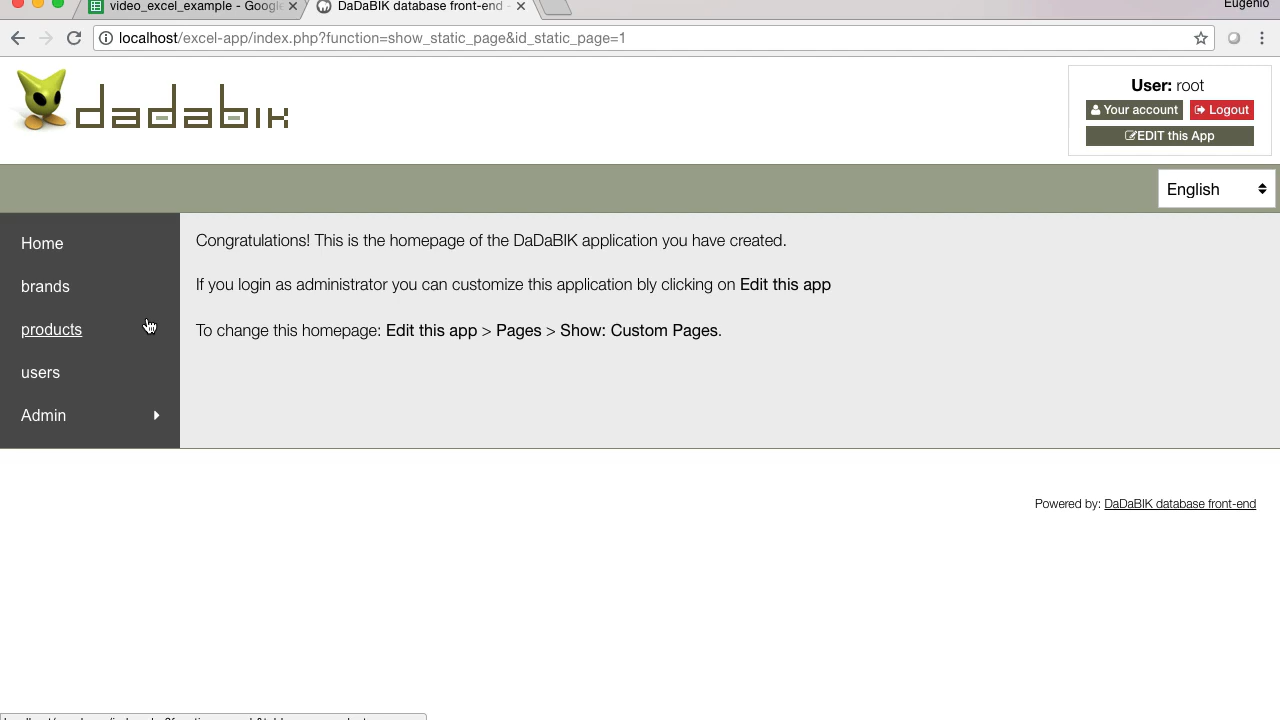 video_excel_example - Google
DaDaBIK database front-end -
Eugenio
localhost/excel-app/index.php?function=show_static_page&id_static_page=1
dadabik
User: root
Your account
Logout
EDIT this App
English
Home
brands
products
users
Admin
Congratulations! This is the homepage of the DaDaBIK application you have created.
If you login as administrator you can customize this application bly clicking on Edit this app
To change this homepage: Edit this app > Pages > Show: Custom Pages.
Powered by: DaDaBIK database front-end